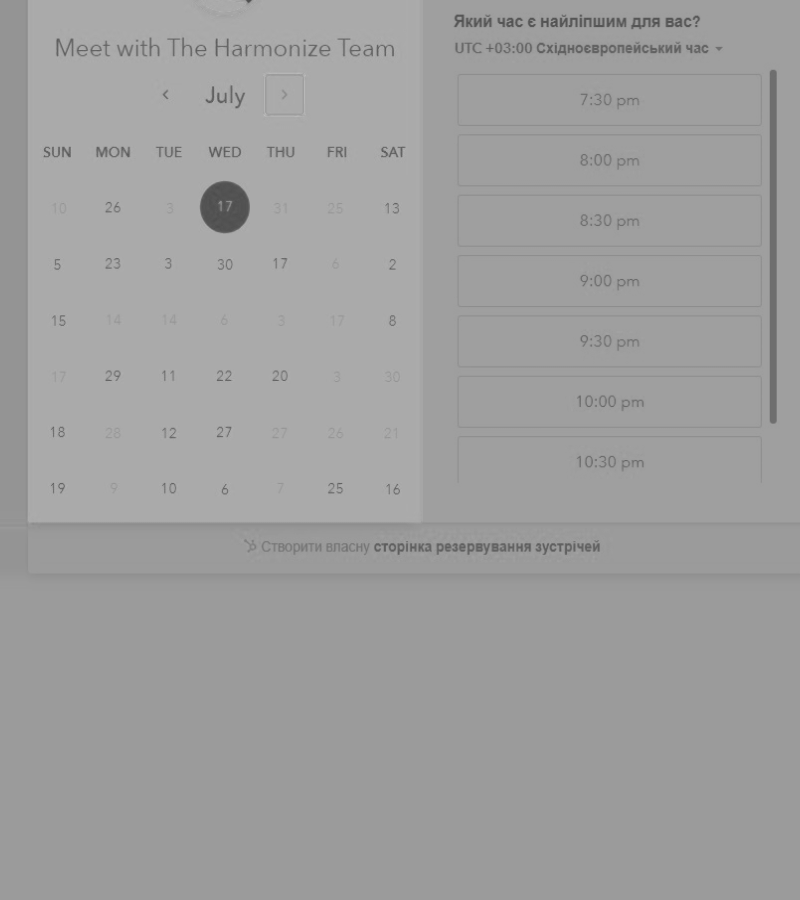 Meet with The Harmonize Team
July
SUN MON TUE WED THU FRI SAT
10 26 3 17 31 25 13
5 23 3 30 17 6 2
15 14 14 6 3 17 8
17 29 11 22 20 3 30
18 28 12 27 27 26 21
19 9 10 6 7 25 16
Який час є найліпшим для вас?
UTC +03:00 Східноєвропейський час
7:30 pm
8:00 pm
8:30 pm
9:00 pm
9:30 pm
10:00 pm
10:30 pm
Створити власну сторінка резервування зустрічей